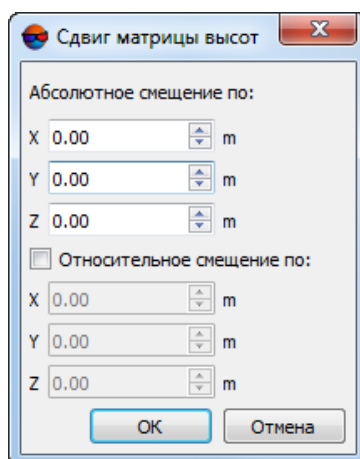 Сдвиг матрицы высот
Абсолютное смещение по:
X 0.00 m
Y 0.00 m
Z 0.00 m
Относительное смещение по:
X 0.00 m
Y 0.00 m
Z 0.00 m
OK Отмена